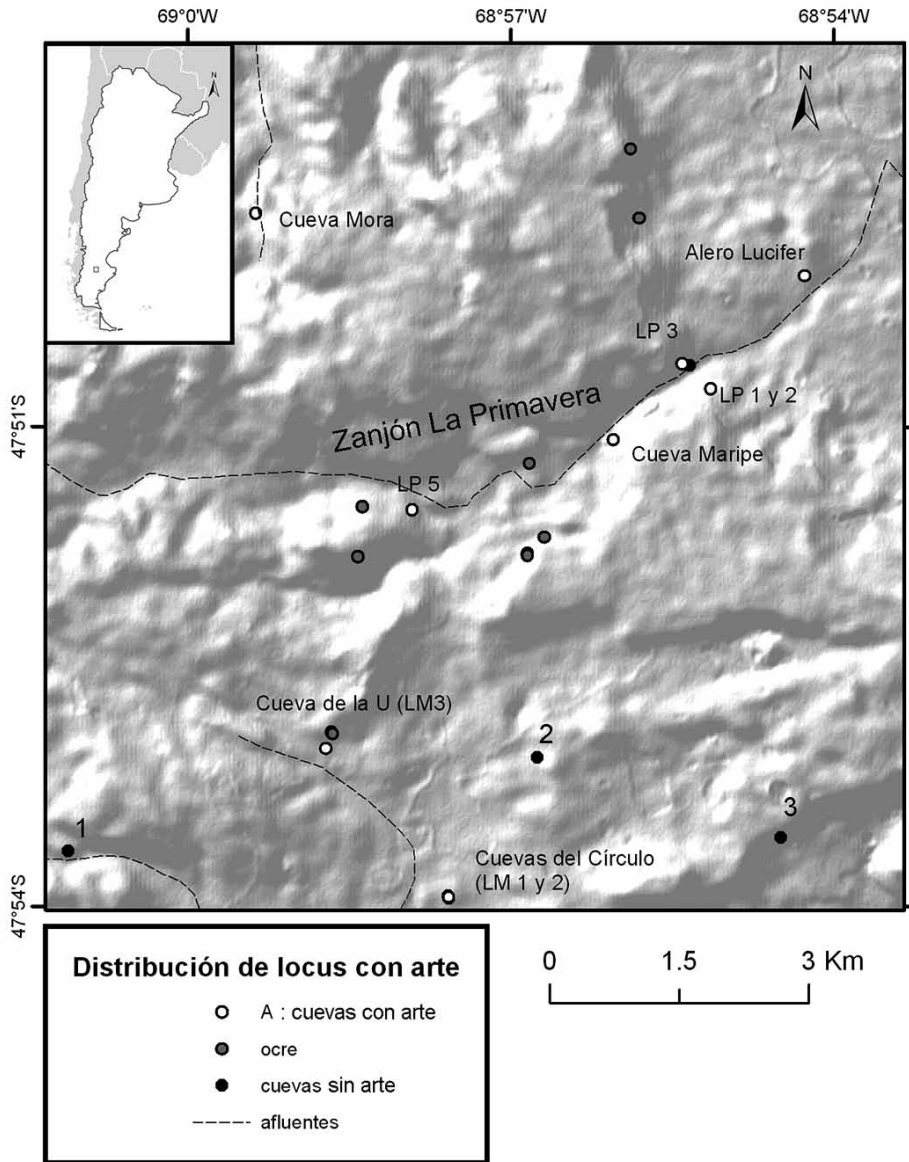 69°0'W
68°57'W
68°54'W
N
N
Cueva Mora
Alero Lucifer
LP 3
LP 1 y 2
47°51'S
Zanjón La Primavera
Cueva Maripe
LP 5
Cueva de la U (LM3)
2
3
1
Cuevas del Círculo
(LM 1 y 2)
47°54'S
Distribución de locus con arte
A : cuevas con arte
ocre
cuevas sin arte
afluentes
0 1.5 3 Km